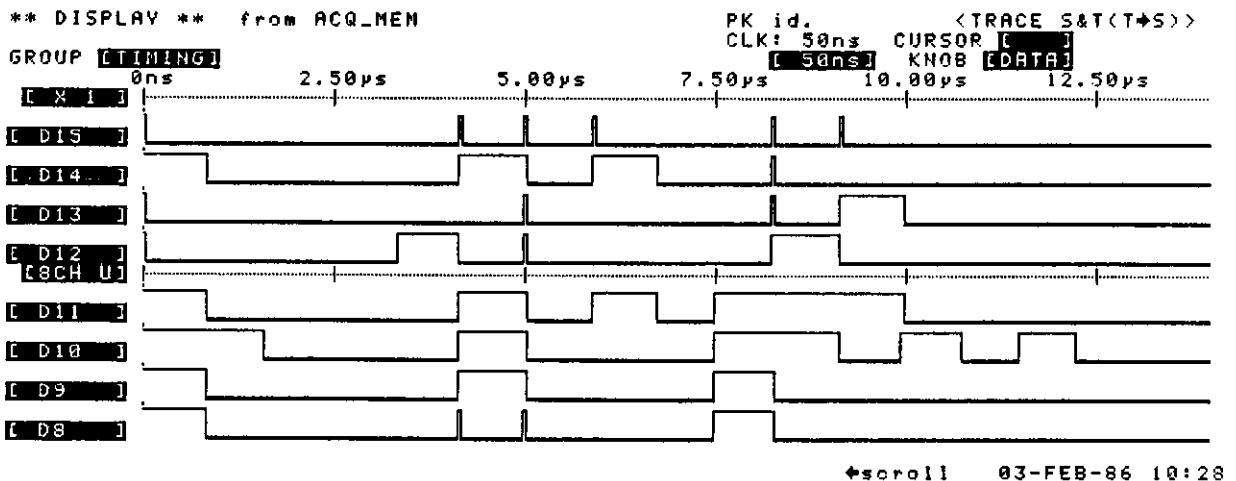 ** DISPLAY ** from ACQ_MEM PK id. <TRACE S&T(T→S)>
CLK: 50ns CURSOR [ ]
GROUP [TIMING] [ 50ns] KNOB [DATA]
0ns 2.50µs 5.00µs 7.50µs 10.00µs 12.50µs
[ X 1 ]
[ D15 ]
[ D14 ]
[ D13 ]
[ D12 ]
[8CH U]
[ D11 ]
[ D10 ]
[ D9 ]
[ D8 ]
←scroll 03-FEB-86 10:28